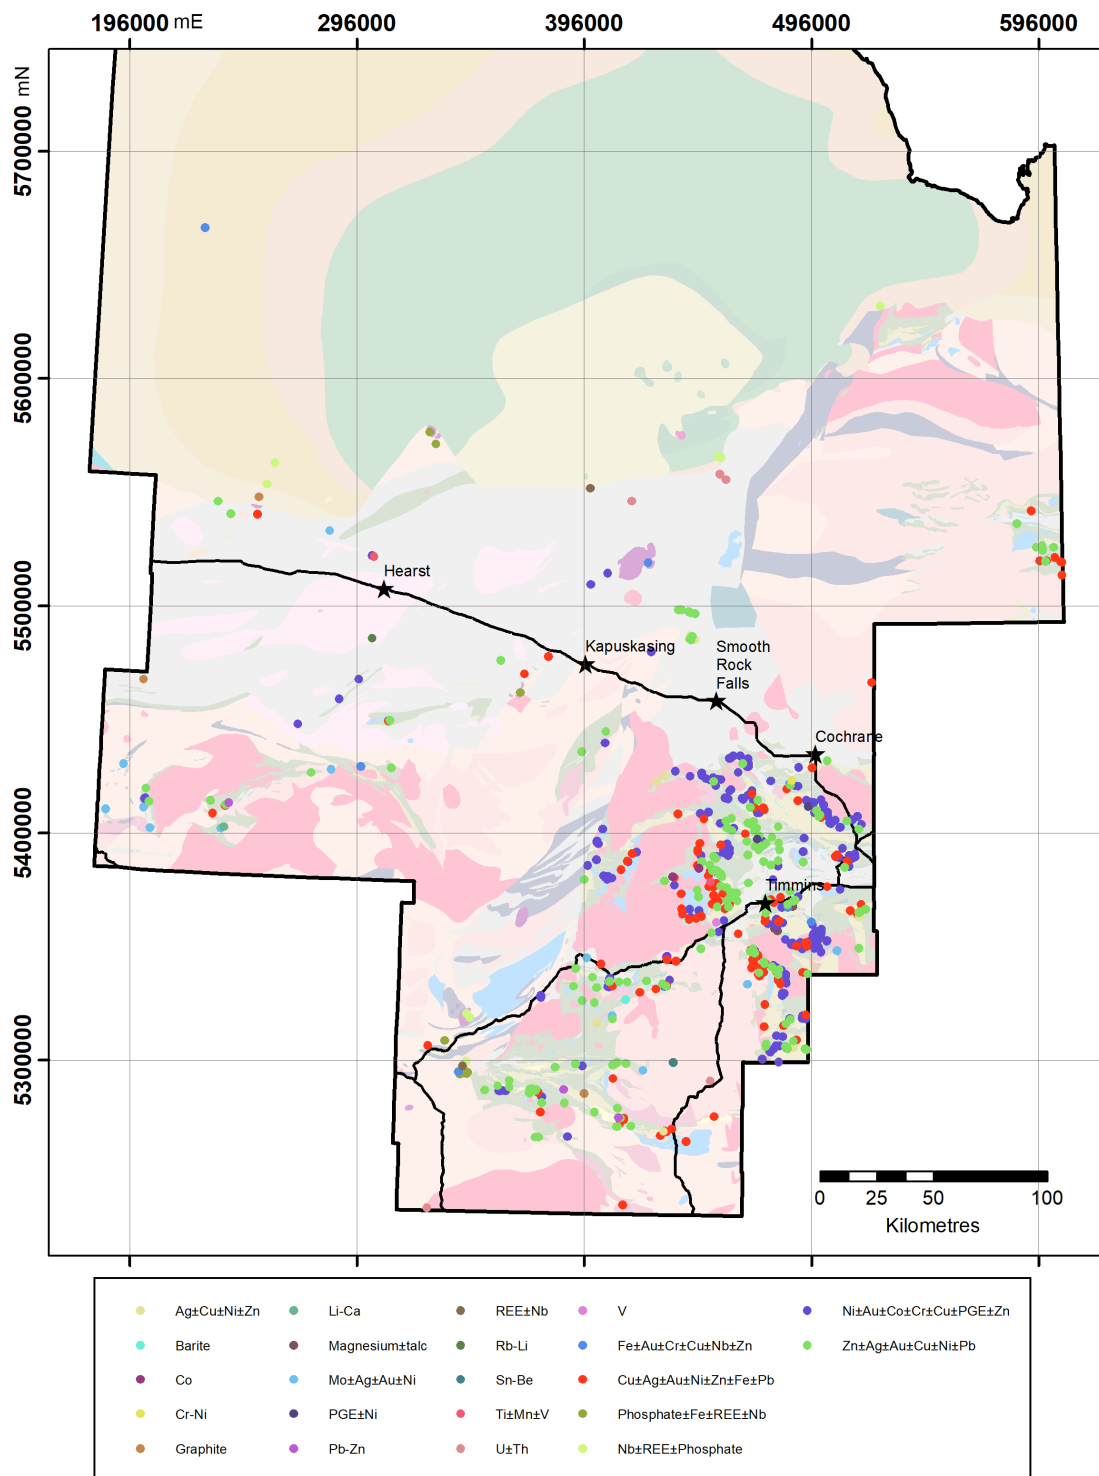 196000 mE 296000 396000 496000 596000
5700000 mN
5600000
5500000
5400000
5300000
Hearst
Kapuskasing
Smooth
Rock
Falls
Cochrane
Timmins
0 25 50 100
Kilometres
Ag±Cu±Ni±Zn Li-Ca REE±Nb V Ni±Au±Co±Cr±Cu±PGE±Zn
Barite Magnesium±talc Rb-Li Fe±Au±Cr±Cu±Nb±Zn Zn±Ag±Au±Cu±Ni±Pb
Co Mo±Ag±Au±Ni Sn-Be Cu±Ag±Au±Ni±Zn±Fe±Pb
Cr-Ni PGE±Ni Ti±Mn±V Phosphate±Fe±REE±Nb
Graphite Pb-Zn U±Th Nb±REE±Phosphate